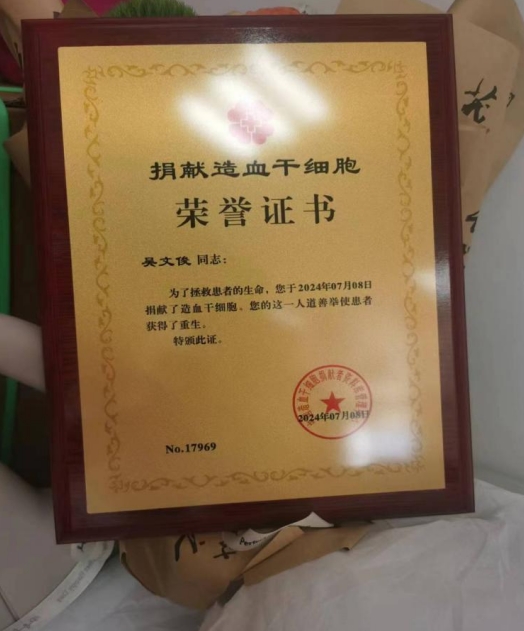 捐献造血干细胞
荣誉证书
吴文俊 同志：
为了拯救患者的生命，您于2024年07月08日
捐献了造血干细胞。您的这一人道善举使患者
获得了重生。
特颁此证。
2024年07月08日
No.17969